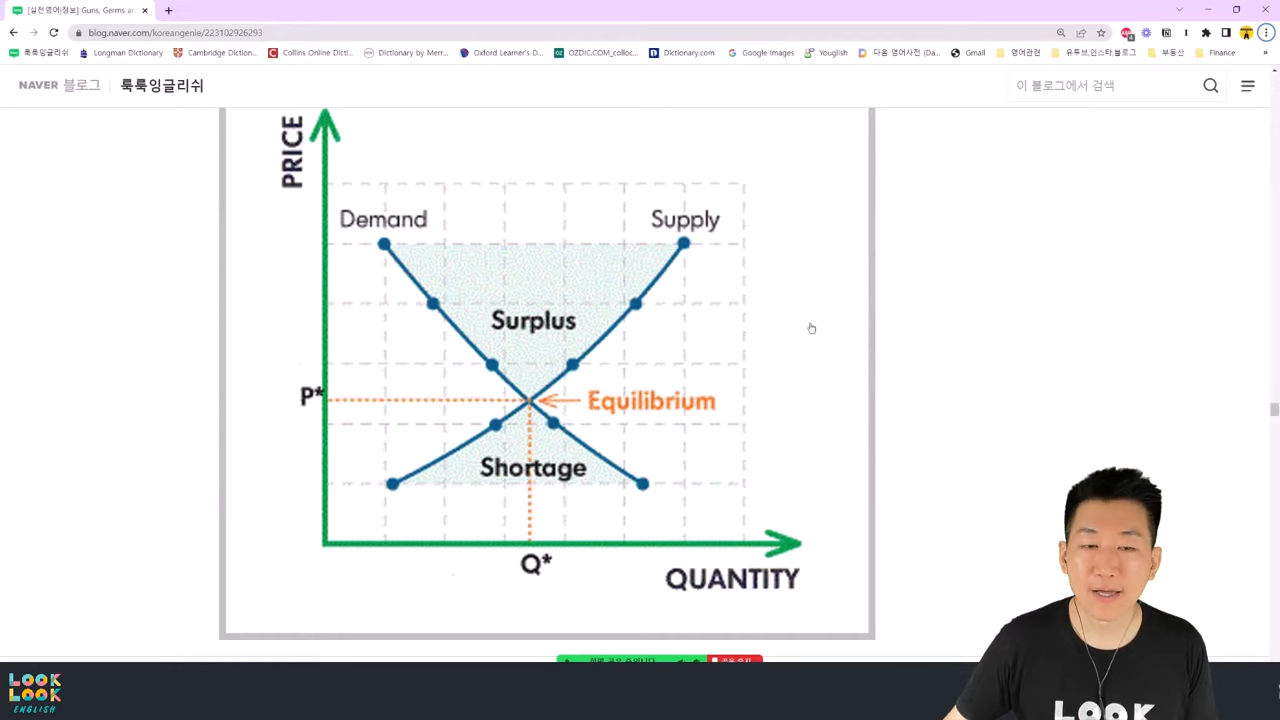 [실전영어|정보] Guns, Germs an
blog.naver.com/koreangenie/223102926293
룩룩잉글리쉬
Longman Dictionary
Cambridge Diction...
Collins Online Dicti...
Dictionary by Merr...
Oxford Learner's D...
OZDIC.COM_colloc...
Dictionary.com
Google Images
Youglish
다음 영어사전 (Da...
Gmail
영어관련
유투브,인스타,블로그
부동산
Finance
NAVER 블로그
룩룩잉글리쉬
이 블로그에서 검색
PRICE
Demand
Supply
Surplus
P*
Equilibrium
Shortage
Q*
QUANTITY
LOOK
LOOK
ENGLISH
LOOK